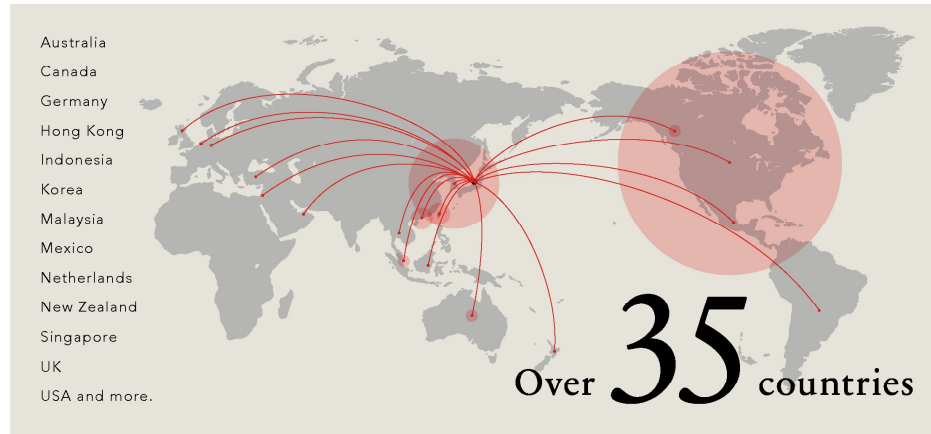 Australia
Canada
Germany
Hong Kong
Indonesia
Korea
Malaysia
Mexico
Netherlands
New Zealand
Singapore
UK
USA and more.
Over 35 countries